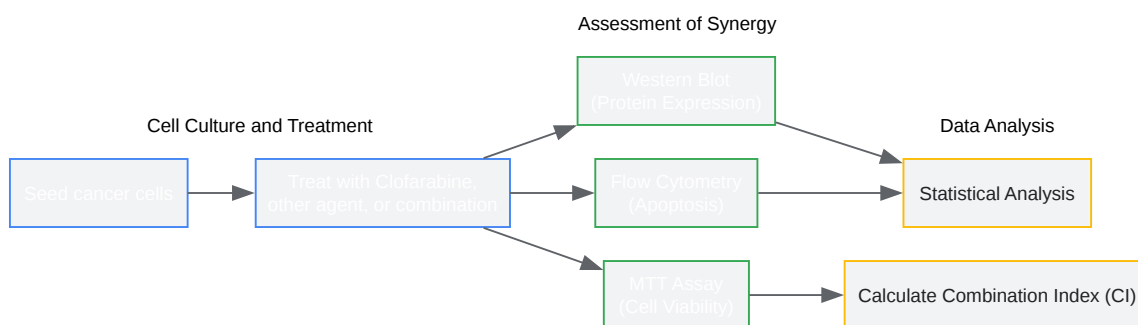 Assessment of Synergy
Western Blot
(Protein Expression)
Cell Culture and Treatment
Data Analysis
Seed cancer cells
Treat with Clofarabine,
other agent, or combination
Flow Cytometry
(Apoptosis)
Statistical Analysis
MTT Assay
(Cell Viability)
Calculate Combination Index (CI)